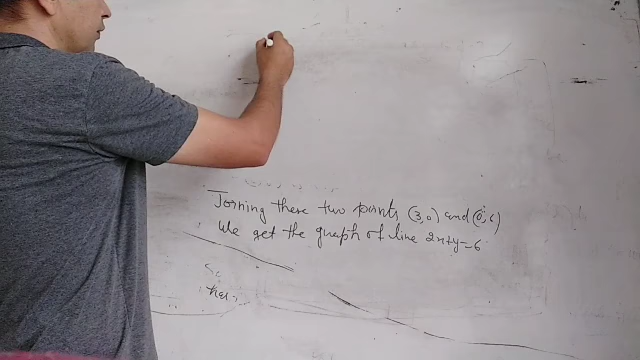 Joining these two points (3,0) and (0,6)
We get the graph of line 2x+y=6